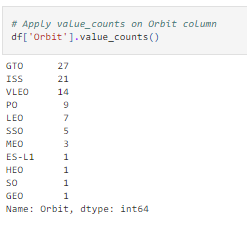 # Apply value_counts on Orbit column
df['Orbit'].value_counts()
GTO 27
ISS 21
VLEO 14
PO 9
LEO 7
SSO 5
MEO 3
ES-L1 1
HEO 1
SO 1
GEO 1
Name: Orbit, dtype: int64